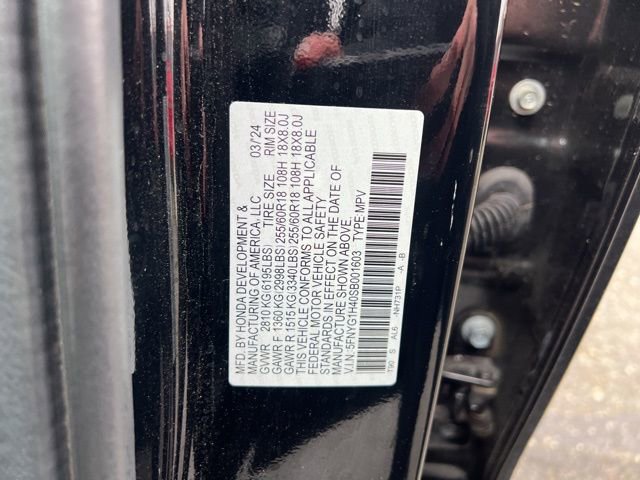 MFD. BY HONDA DEVELOPMENT &
MANUFACTURING OF AMERICA, LLC 03/24
GVWR 2810KG(6195LBS) TIRE SIZE RIM SIZE
GAWR F 1360KG(2998LBS) 255/60R18 108H 18X8.0J
GAWR R 1515KG(3340LBS) 255/60R18 108H 18X8.0J
THIS VEHICLE CONFORMS TO ALL APPLICABLE
FEDERAL MOTOR VEHICLE SAFETY
STANDARDS IN EFFECT ON THE DATE OF
MANUFACTURE SHOWN ABOVE.
V.I.N: 5FNYG1H40SB001603 TYPE MPV
T90 S AL6 -NH731P -A -B